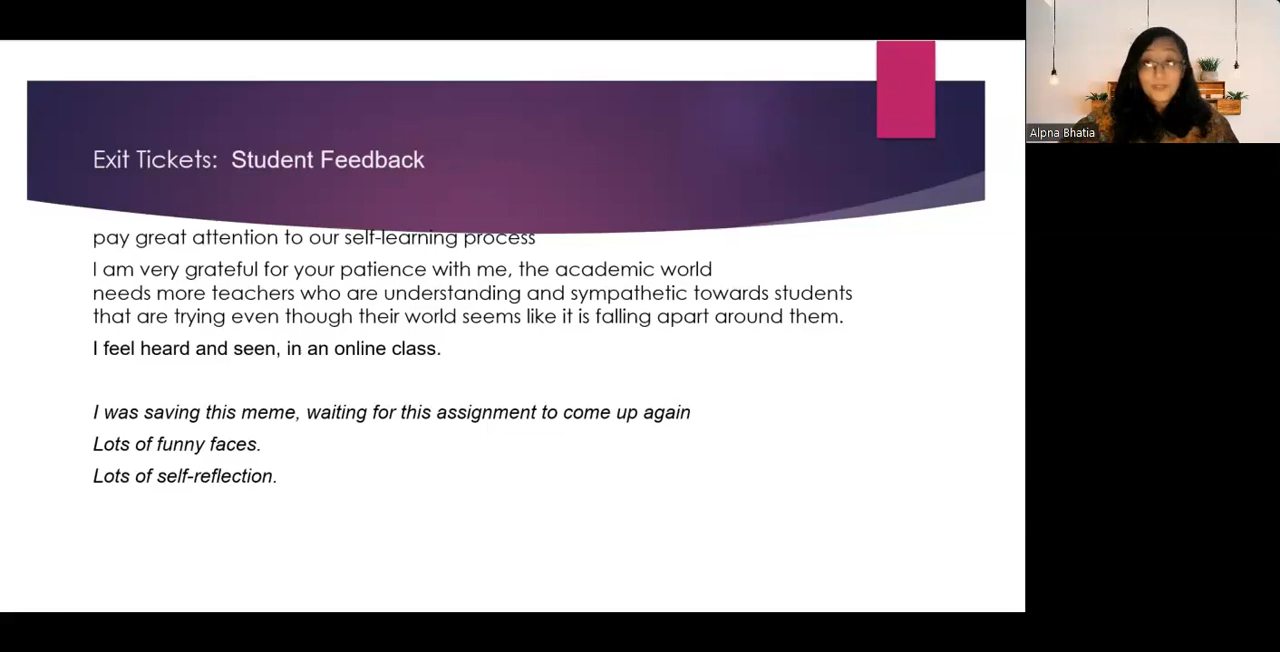 Exit Tickets: Student Feedback
pay great attention to our self-learning process
I am very grateful for your patience with me, the academic world
needs more teachers who are understanding and sympathetic towards students
that are trying even though their world seems like it is falling apart around them.
I feel heard and seen, in an online class.
I was saving this meme, waiting for this assignment to come up again
Lots of funny faces.
Lots of self-reflection.
Alpna Bhatia